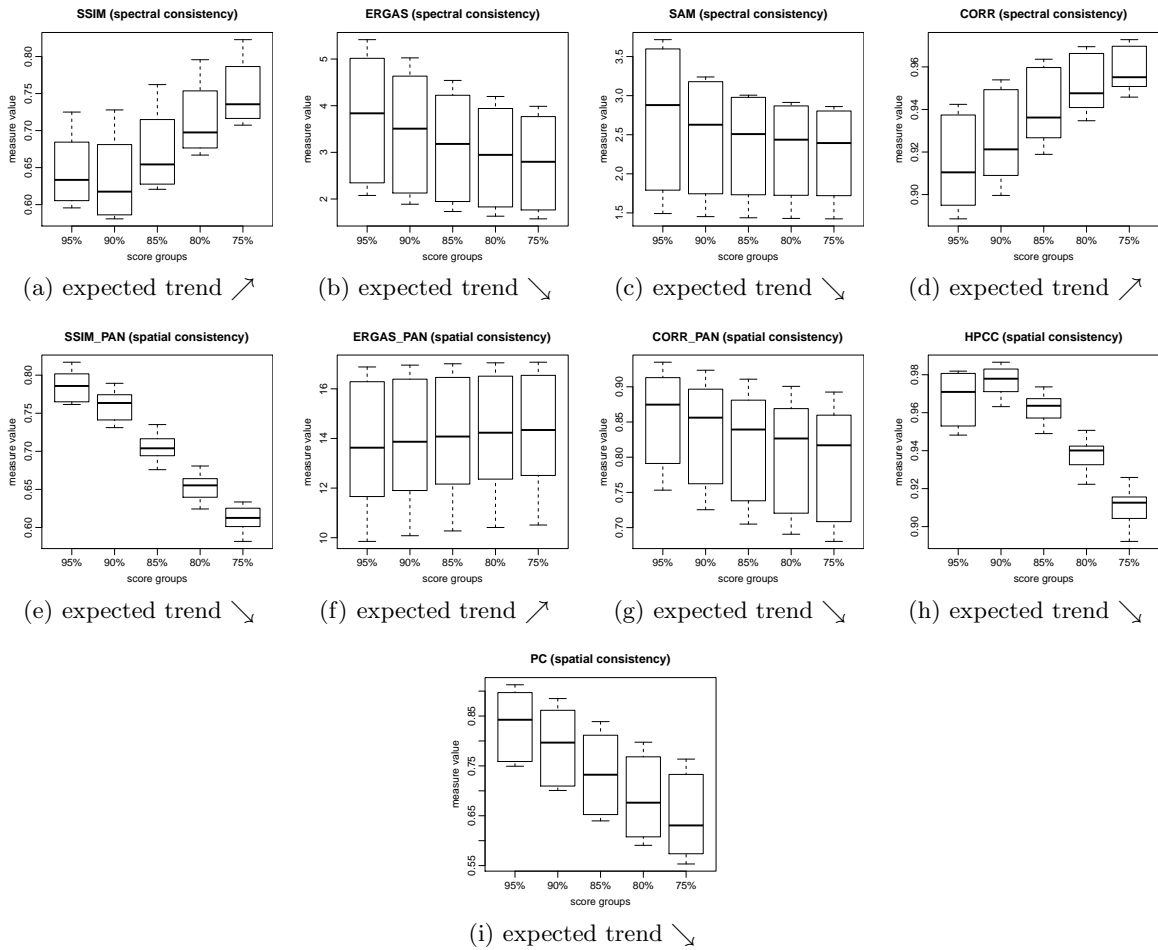 SSIM (spectral consistency)
measure value
0.80
0.75
0.70
0.65
0.60
95% 90% 85% 80% 75%
score groups
(a) expected trend ↗
ERGAS (spectral consistency)
measure value
5
4
3
2
95% 90% 85% 80% 75%
score groups
(b) expected trend ↘
SAM (spectral consistency)
measure value
3.5
3.0
2.5
2.0
1.5
95% 90% 85% 80% 75%
score groups
(c) expected trend ↘
CORR (spectral consistency)
measure value
0.96
0.94
0.92
0.90
95% 90% 85% 80% 75%
score groups
(d) expected trend ↗
SSIM_PAN (spatial consistency)
measure value
0.80
0.75
0.70
0.65
0.60
95% 90% 85% 80% 75%
score groups
(e) expected trend ↘
ERGAS_PAN (spatial consistency)
measure value
16
14
12
10
95% 90% 85% 80% 75%
score groups
(f) expected trend ↗
CORR_PAN (spatial consistency)
measure value
0.90
0.85
0.80
0.75
0.70
95% 90% 85% 80% 75%
score groups
(g) expected trend ↘
HPCC (spatial consistency)
measure value
0.98
0.96
0.94
0.92
0.90
95% 90% 85% 80% 75%
score groups
(h) expected trend ↘
PC (spatial consistency)
measure value
0.85
0.75
0.65
0.55
95% 90% 85% 80% 75%
score groups
(i) expected trend ↘